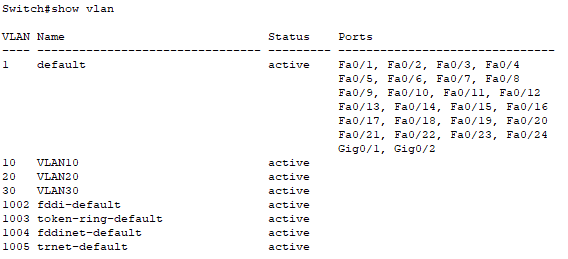 Switch#show vlan
VLAN Name                             Status    Ports
---- -------------------------------- --------- -------------------------------
1    default                          active    Fa0/1, Fa0/2, Fa0/3, Fa0/4
                                                Fa0/5, Fa0/6, Fa0/7, Fa0/8
                                                Fa0/9, Fa0/10, Fa0/11, Fa0/12
                                                Fa0/13, Fa0/14, Fa0/15, Fa0/16
                                                Fa0/17, Fa0/18, Fa0/19, Fa0/20
                                                Fa0/21, Fa0/22, Fa0/23, Fa0/24
                                                Gig0/1, Gig0/2
10   VLAN10                           active
20   VLAN20                           active
30   VLAN30                           active
1002 fddi-default                     active
1003 token-ring-default               active
1004 fddinet-default                  active
1005 trnet-default                    active